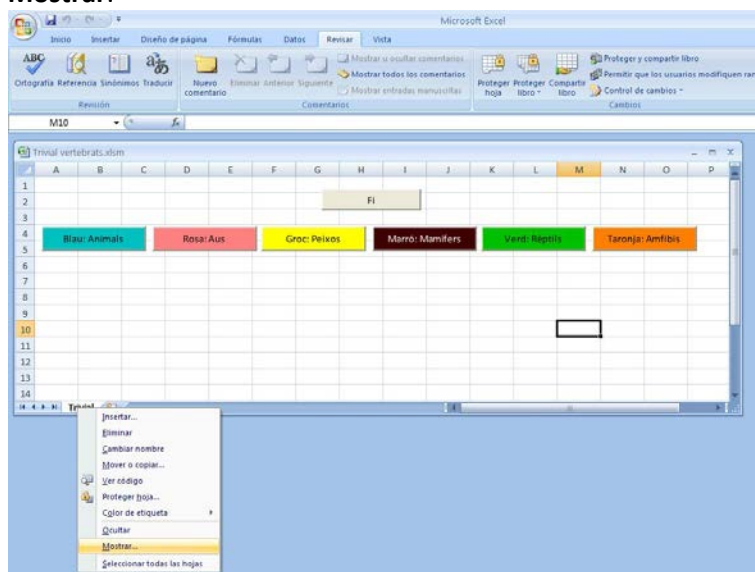 Mostrar.
Microsoft Excel
Inicio Insertar Diseño de página Fórmulas Datos Revisar Vista
ABC Mostrar u ocultar comentarios Proteger y compartir libro
Mostrar todos los comentarios Permitir que los usuarios modifiquen ran
Ortografía Referencia Sinónimos Traducir Nuevo comentario Eliminar Anterior Siguiente Mostrar entradas manuscritas Proteger hoja Proteger libro Compartir libro Control de cambios
Revisión Comentarios Cambios
M10 fx
Trivial vertebrats.xlsm
A B C D E F G H I J K L M N O P
1
2 Fi
3
4 Blau: Animals Rosa: Aus Groc: Peixos Marró: Mamífers Verd: Rèptils Taronja: Amfibis
5
6
7
8
9
10
11
12
13
14
Trivial
Insertar...
Eliminar
Cambiar nombre
Mover o copiar...
Ver código
Proteger hoja...
Color de etiqueta
Ocultar
Mostrar...
Seleccionar todas las hojas